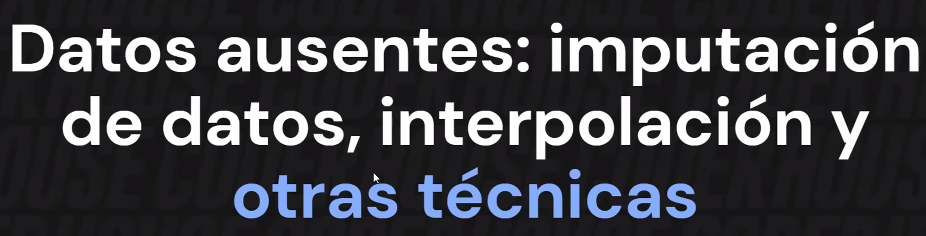 Datos ausentes: imputación
de datos, interpolación y
otras técnicas